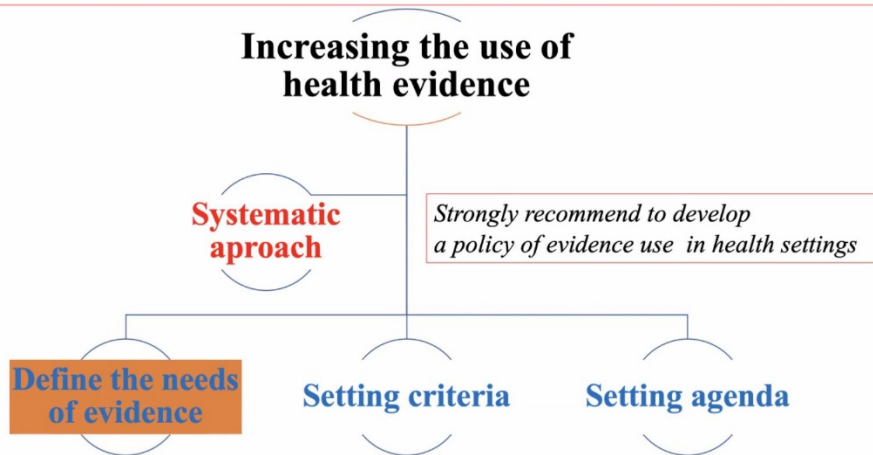 Increasing the use of
health evidence
Systematic
aproach
Strongly recommend to develop
a policy of evidence use in health settings
Define the needs
of evidence
Setting criteria
Setting agenda